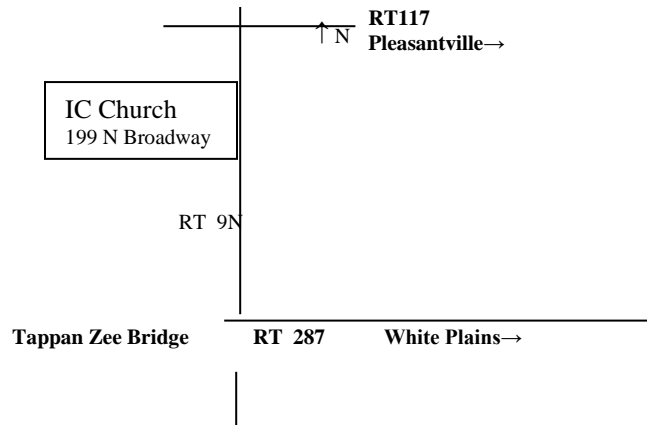 RT117
↑ N
Pleasantville→
IC Church
199 N Broadway
RT 9N
Tappan Zee Bridge RT 287 White Plains→